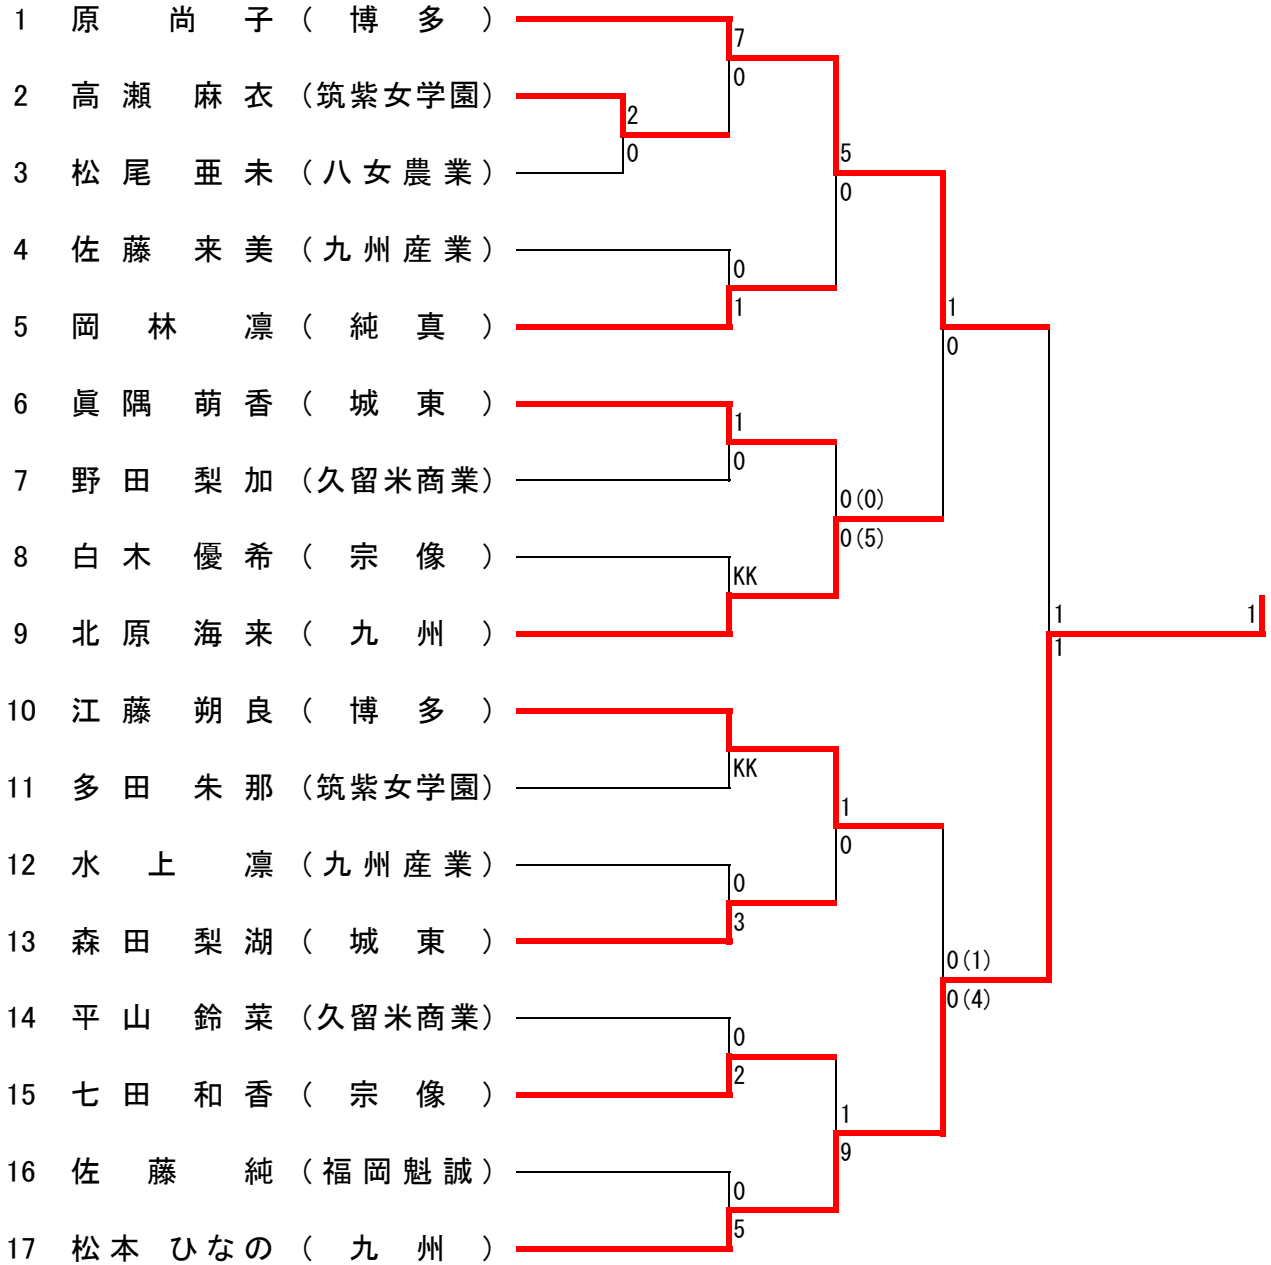 1 原 尚 子 ( 博 多 )
7
0
2 高 瀬 麻 衣 (筑紫女学園)
2
0
3 松 尾 亜 未 ( 八 女 農 業 )
5
0
4 佐 藤 来 美 ( 九 州 産 業 )
0
1
5 岡 林 凛 ( 純 真 )
1
0
6 眞 隅 萌 香 ( 城 東 )
1
0
7 野 田 梨 加 (久留米商業)
0(0)
0(5)
8 白 木 優 希 ( 宗 像 )
KK
9 北 原 海 来 ( 九 州 )
1
1
1
10 江 藤 朔 良 ( 博 多 )
KK
11 多 田 朱 那 (筑紫女学園)
1
0
12 水 上 凛 ( 九 州 産 業 )
0
3
13 森 田 梨 湖 ( 城 東 )
0(1)
0(4)
14 平 山 鈴 菜 (久留米商業)
0
2
15 七 田 和 香 ( 宗 像 )
1
9
16 佐 藤 純 ( 福 岡 魁 誠 )
0
5
17 松 本 ひ な の ( 九 州 )